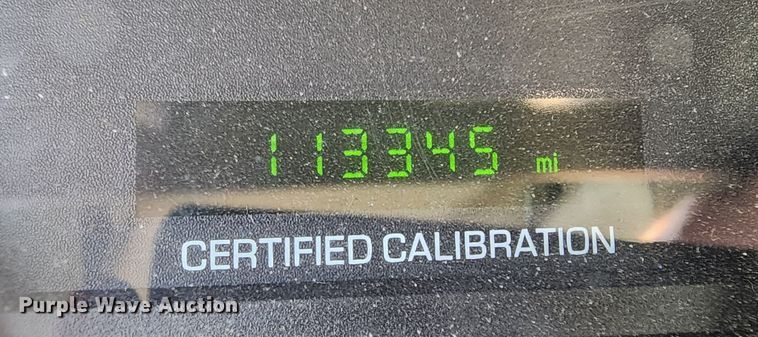 113345 mi
CERTIFIED CALIBRATION
Purple Wave Auction